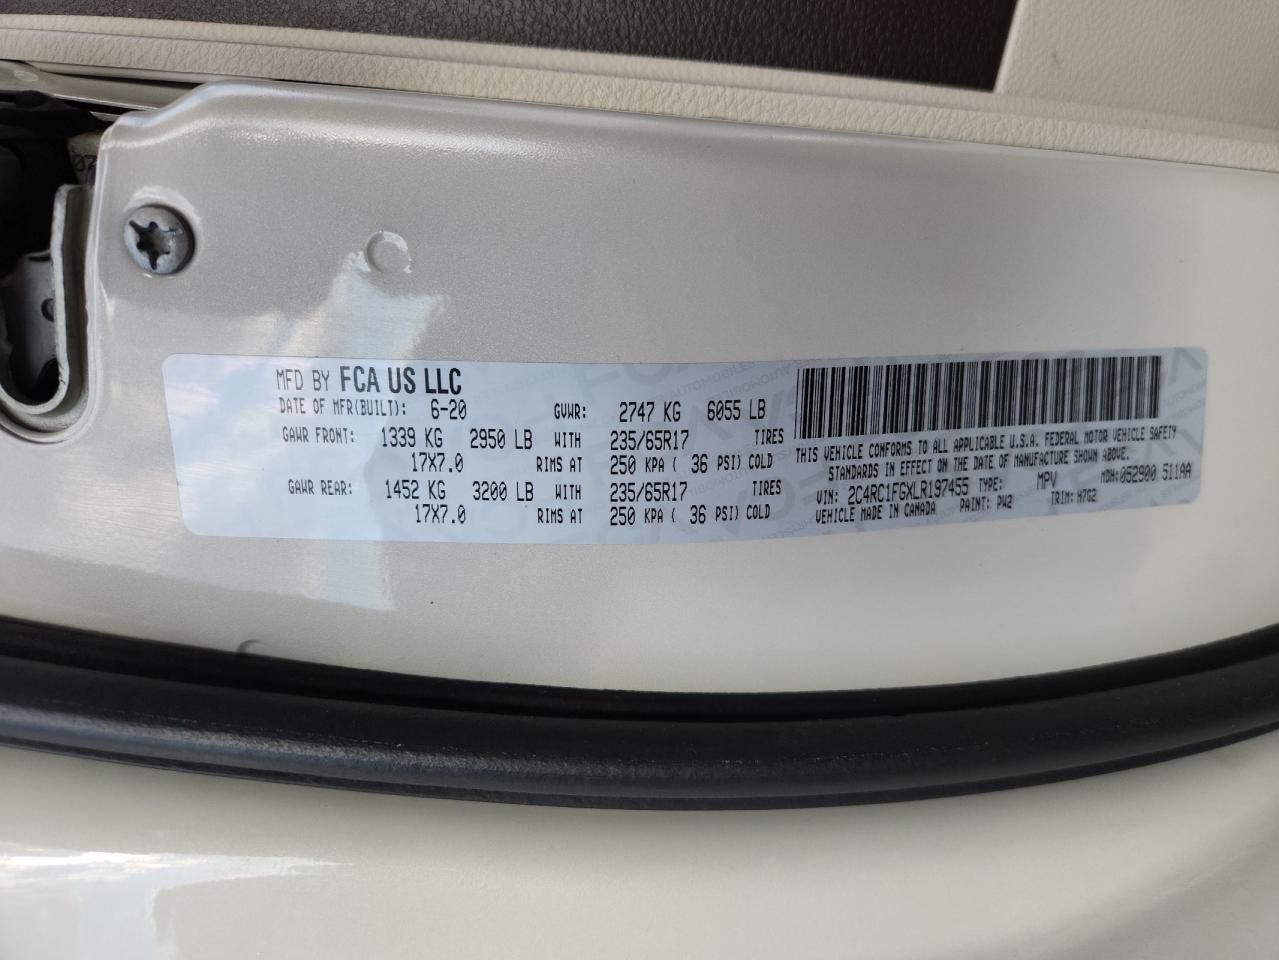 MFD BY FCA US LLC
DATE OF MFR(BUILT): 6-20 GVWR: 2747 KG 6055 LB
GAWR FRONT: 1339 KG 2950 LB WITH 235/65R17 TIRES
17X7.0 RIMS AT 250 KPA ( 36 PSI) COLD
GAWR REAR: 1452 KG 3200 LB WITH 235/65R17 TIRES
17X7.0 RIMS AT 250 KPA ( 36 PSI) COLD
THIS VEHICLE CONFORMS TO ALL APPLICABLE U.S.A. FEDERAL MOTOR VEHICLE SAFETY
STANDARDS IN EFFECT ON THE DATE OF MANUFACTURE SHOWN ABOVE.
VIN: 2C4RC1FGXLR197455 TYPE: MPV MDH:052900 511AA
VEHICLE MADE IN CANADA PAINT: PW2 TRIM: H7G2